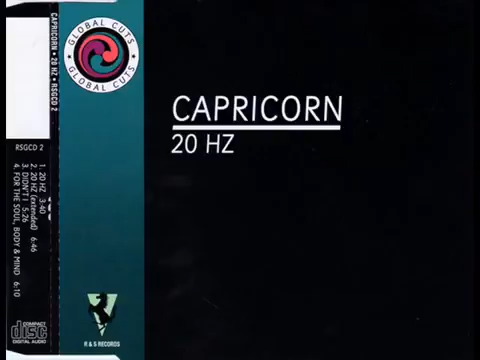 CAPRICORN • 20 HZ • RSGCD 2
RSGCD 2
1. 20 HZ 3:40
2. 20 HZ (extended) 6:46
3. DIDN'T I 5:26
4. FOR THE SOUL, BODY & MIND 6:10
COMPACT
disc
DIGITAL AUDIO
GLOBAL CUTS
GLOBAL CUTS
R & S RECORDS
CAPRICORN
20 HZ